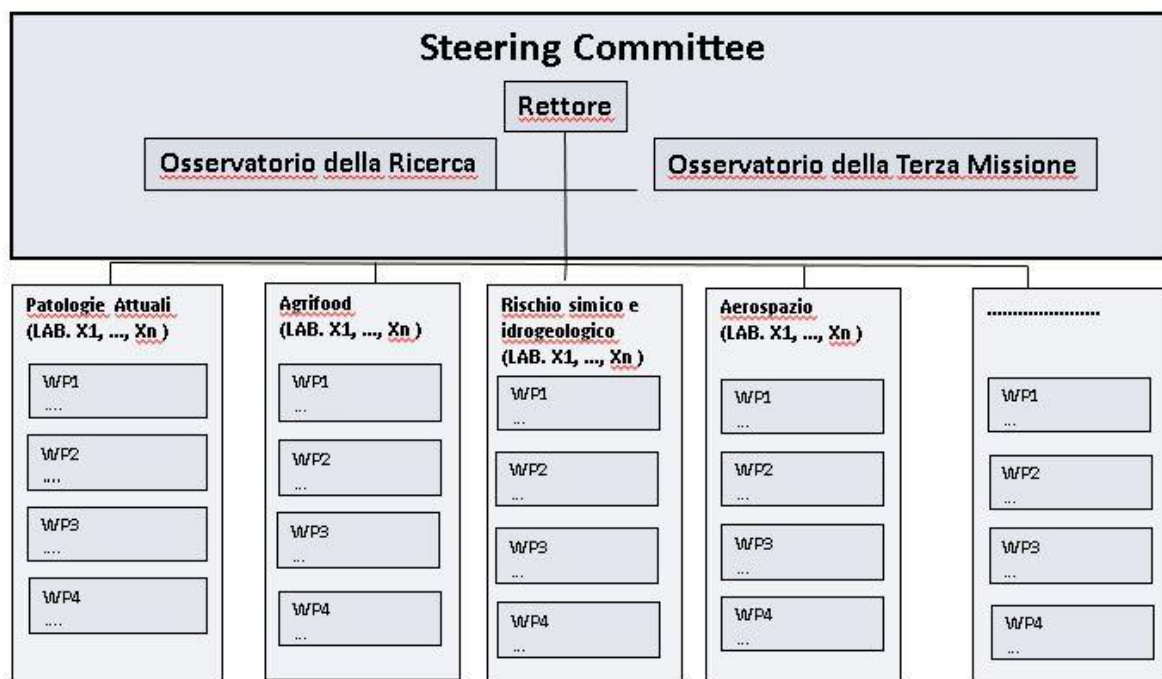 Steering Committee
Rettore
Osservatorio della Ricerca
Osservatorio della Terza Missione
Patologie Attuali
(LAB. X1, ..., Xn )
WP1
....
WP2
....
WP3
....
WP4
....
Agrifood
(LAB. X1, ..., Xn )
WP1
...
WP2
...
WP3
...
WP4
...
Rischio simico e
idrogeologico
(LAB. X1, ..., Xn )
WP1
...
WP2
...
WP3
...
WP4
...
Aerospazio
(LAB. X1, ..., Xn )
WP1
...
WP2
...
WP3
...
WP4
...
......................
WP1
...
WP2
...
WP3
...
WP4
...